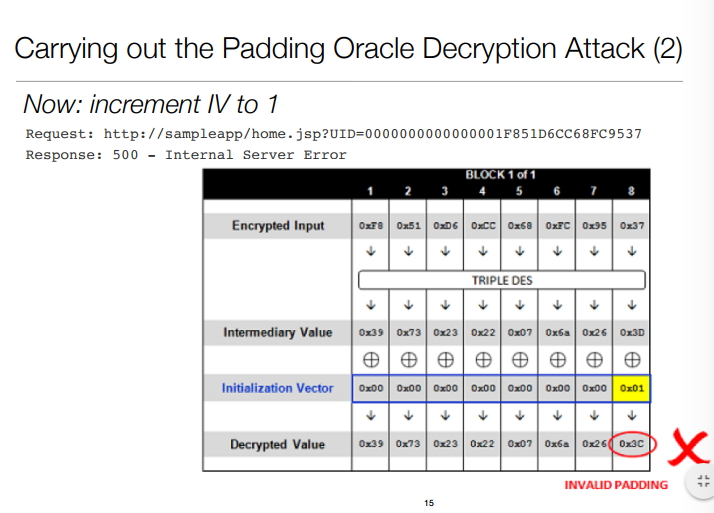 Carrying out the Padding Oracle Decryption Attack (2)
Now: increment IV to 1
Request: http://sampleapp/home.jsp?UID=0000000000000001F851D6CC68FC9537
Response: 500 - Internal Server Error
BLOCK 1 of 1
1 2 3 4 5 6 7 8
Encrypted Input 0xF8 0x51 0xD6 0xCC 0x68 0xFC 0x95 0x37
TRIPLE DES
Intermediary Value 0x39 0x73 0x23 0x22 0x07 0x6a 0x26 0x3D
Initialization Vector 0x00 0x00 0x00 0x00 0x00 0x00 0x00 0x01
Decrypted Value 0x39 0x73 0x23 0x22 0x07 0x6a 0x26 0x3C
INVALID PADDING
15